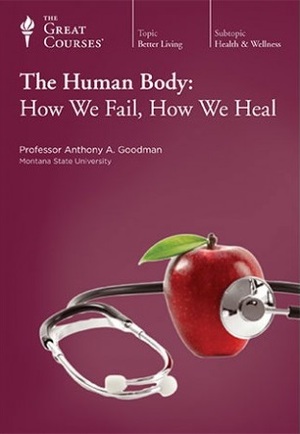 THE
GREAT
COURSES®
Topic
Better Living
Subtopic
Health & Wellness
The Human Body:
How We Fail, How We Heal
Professor Anthony A. Goodman
Montana State University